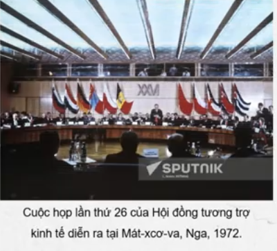 XXVI
SPUTNIK
Cuộc họp lần thứ 26 của Hội đồng tương trợ
kinh tế diễn ra tại Mát-xcơ-va, Nga, 1972.